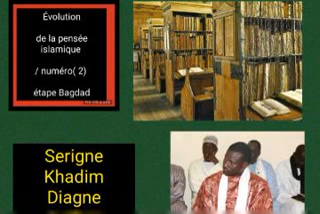 Évolution
de la pensée
islamique
/ numéro( 2)
étape Bagdad
Serigne
Khadim
Diagne